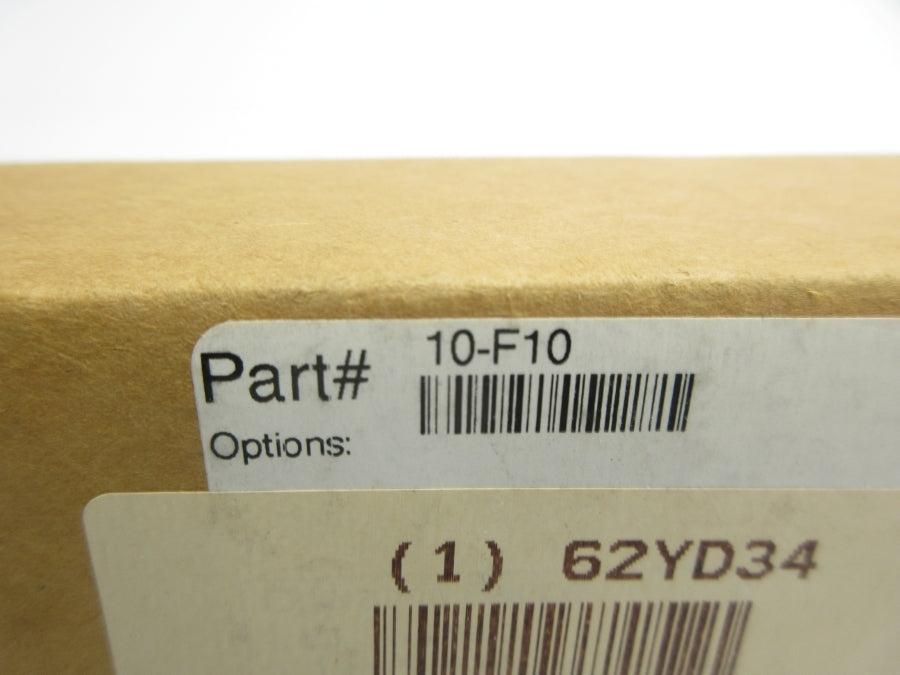 Part# 10-F10
Options:
(1) 62YD34